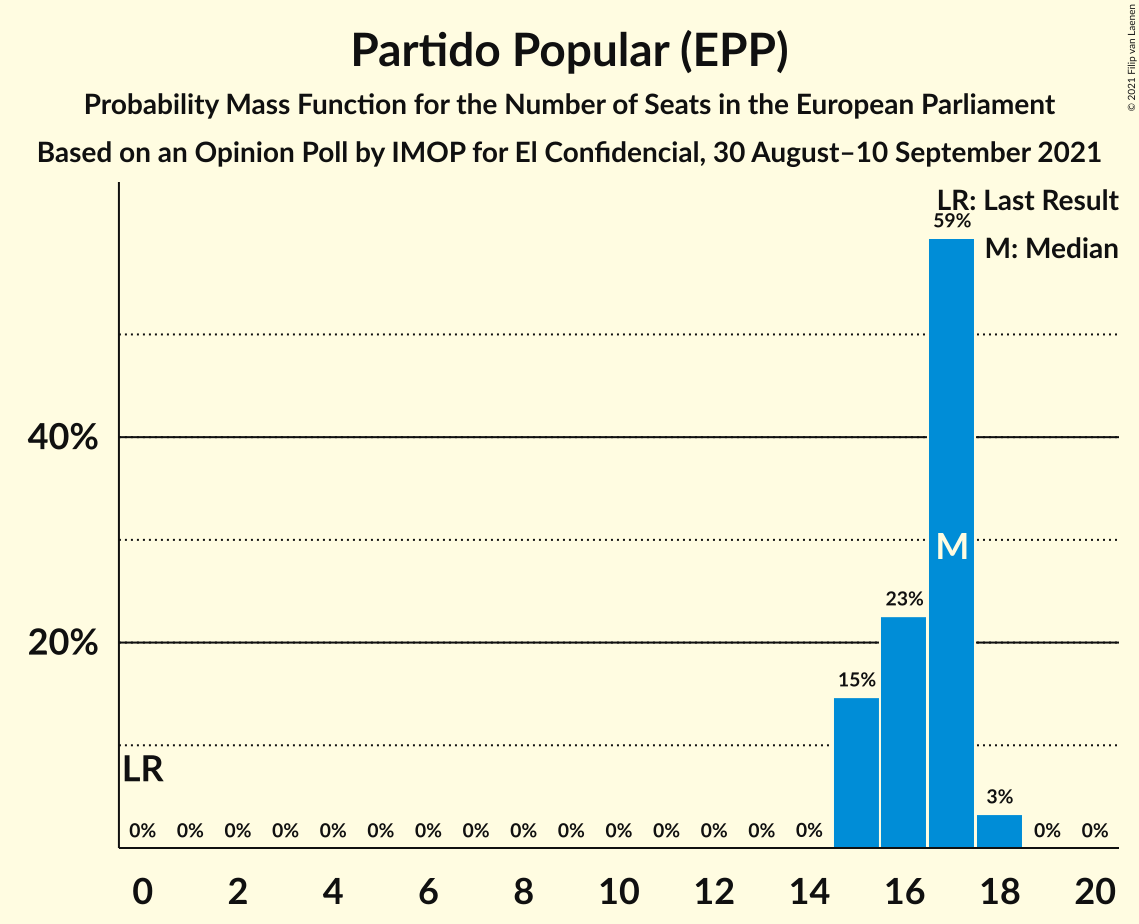 Partido Popular (EPP)
Probability Mass Function for the Number of Seats in the European Parliament
Based on an Opinion Poll by IMOP for El Confidencial, 30 August–10 September 2021
© 2021 Filip van Laenen
LR: Last Result
59%
M: Median
40%
M
23%
20%
15%
LR
3%
0% 0% 0% 0% 0% 0% 0% 0% 0% 0% 0% 0% 0% 0% 0% 0% 0%
0 2 4 6 8 10 12 14 16 18 20